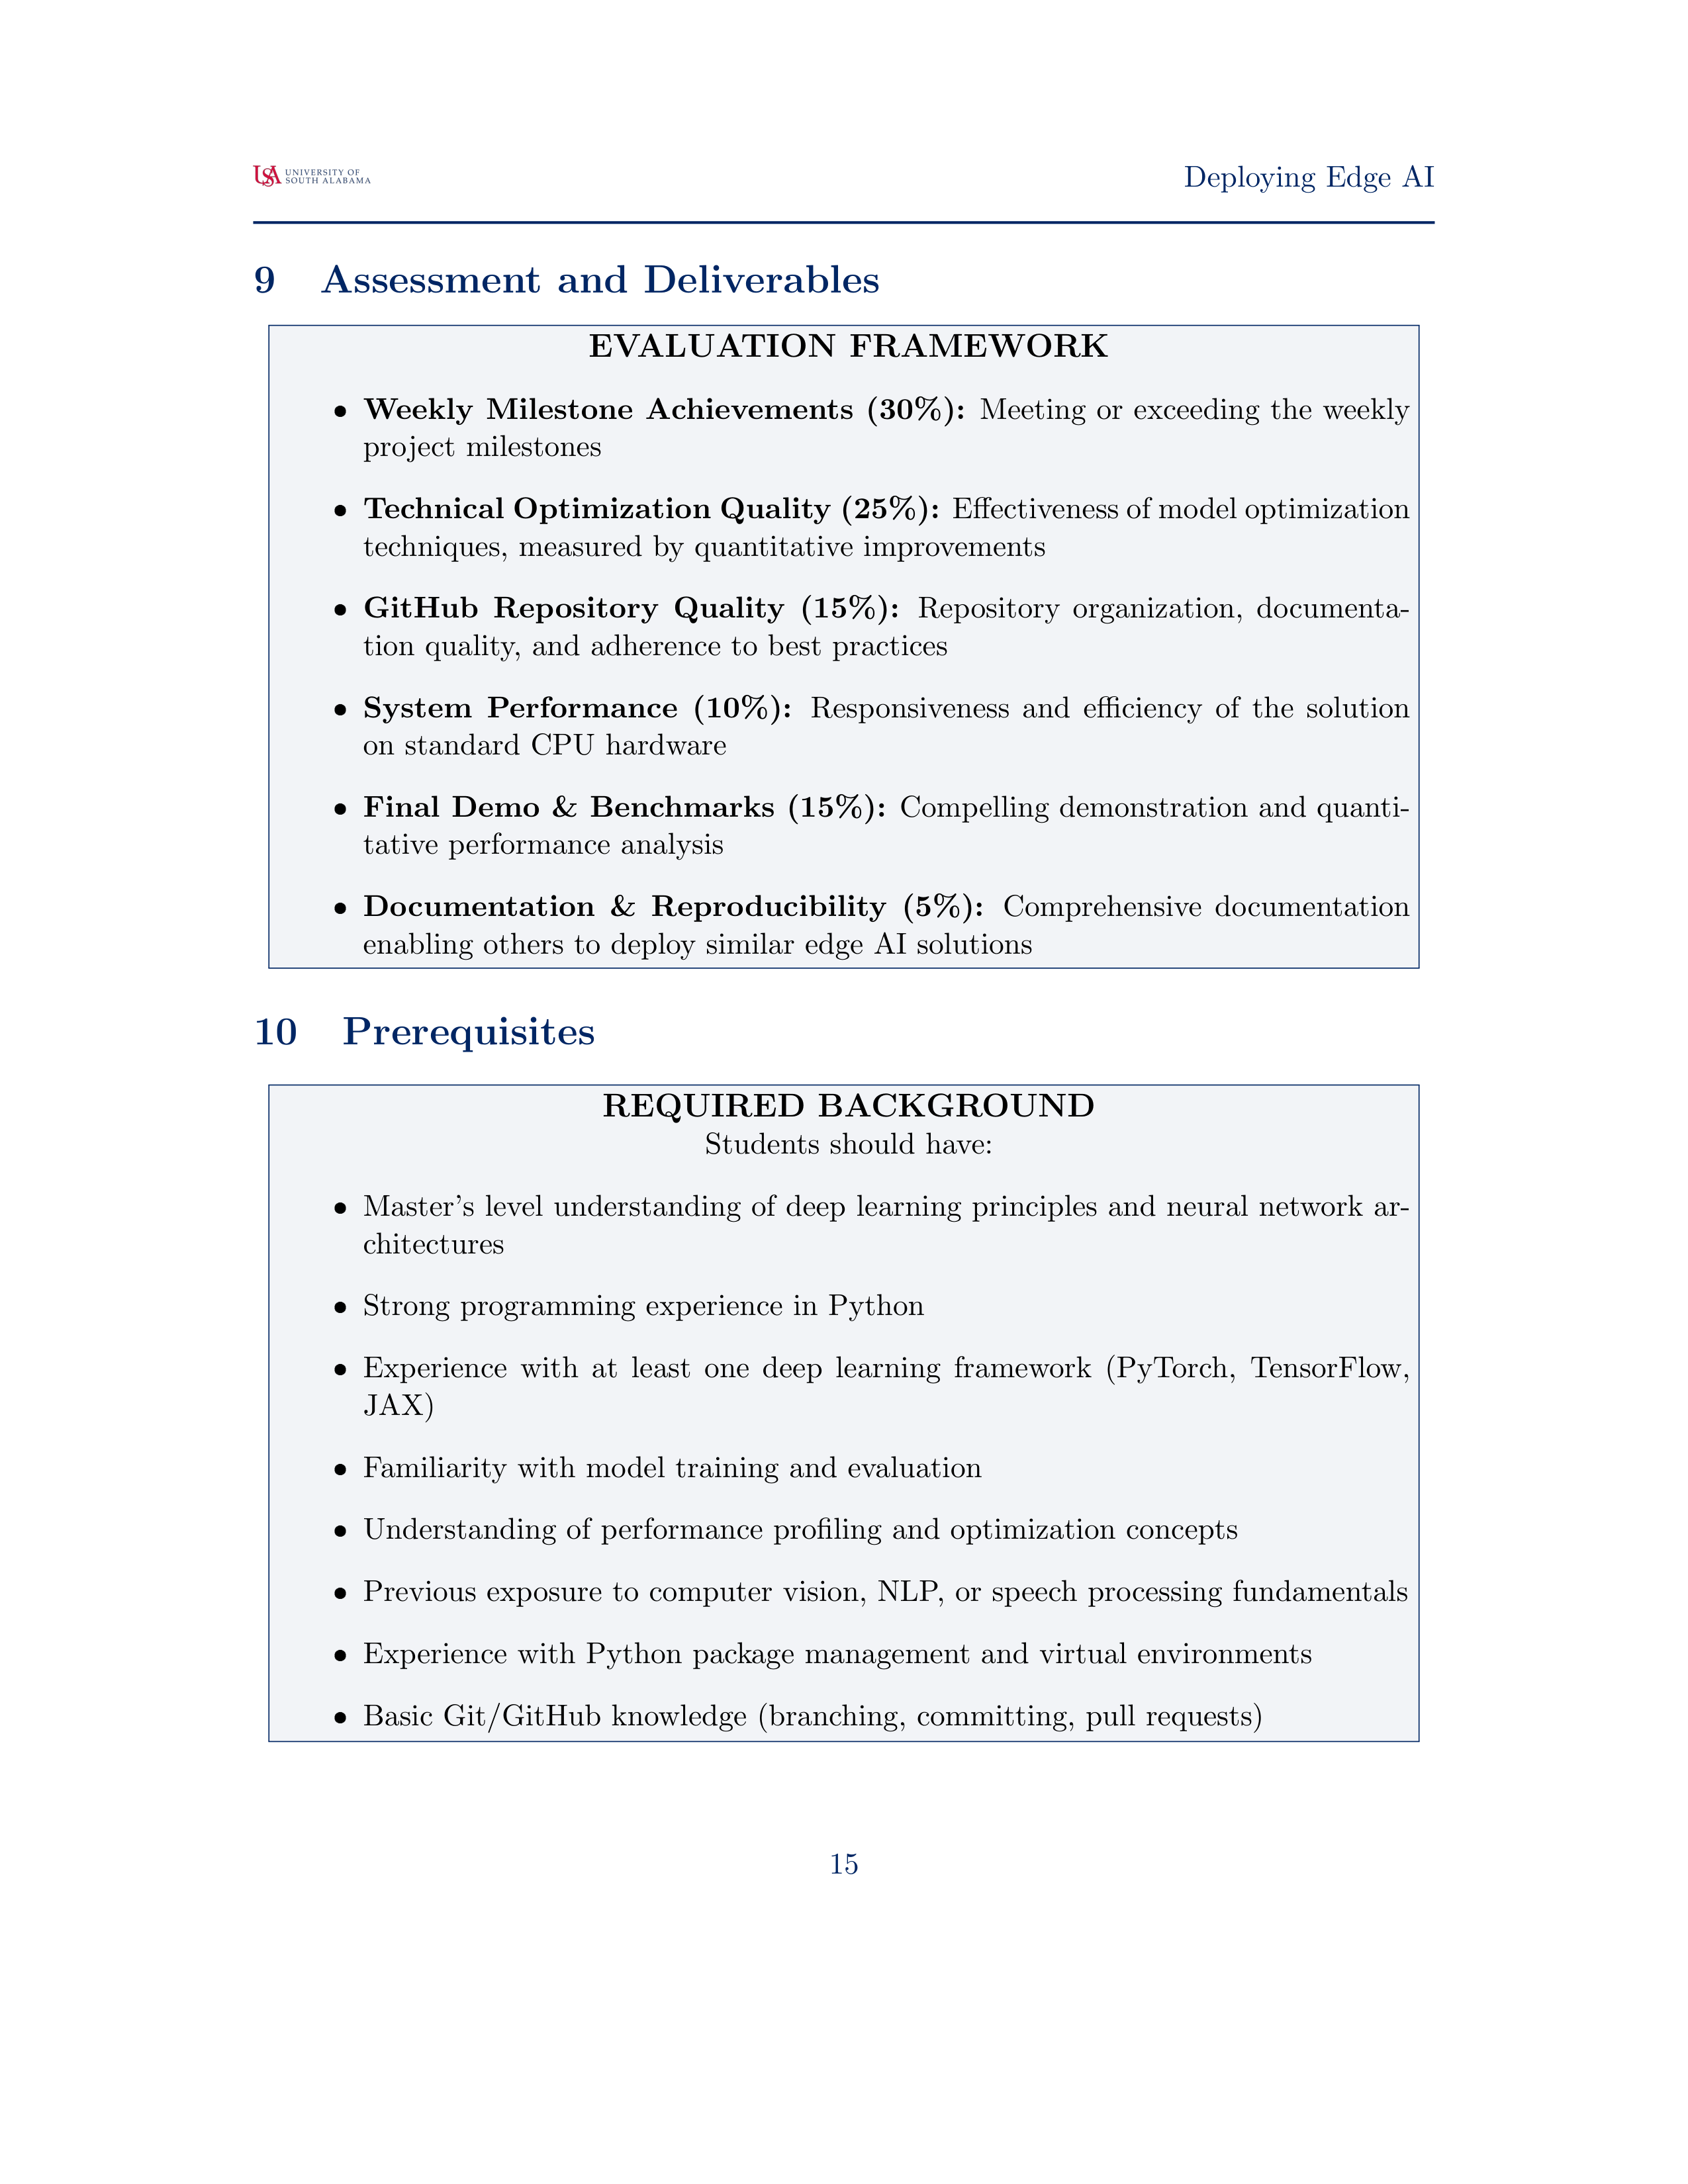 USA UNIVERSITY OF
SOUTH ALABAMA
Deploying Edge AI
9 Assessment and Deliverables
EVALUATION FRAMEWORK
• Weekly Milestone Achievements (30%): Meeting or exceeding the weekly
project milestones
• Technical Optimization Quality (25%): Effectiveness of model optimization
techniques, measured by quantitative improvements
• GitHub Repository Quality (15%): Repository organization, documenta-
tion quality, and adherence to best practices
• System Performance (10%): Responsiveness and efficiency of the solution
on standard CPU hardware
• Final Demo & Benchmarks (15%): Compelling demonstration and quanti-
tative performance analysis
• Documentation & Reproducibility (5%): Comprehensive documentation
enabling others to deploy similar edge AI solutions
10 Prerequisites
REQUIRED BACKGROUND
Students should have:
• Master's level understanding of deep learning principles and neural network ar-
chitectures
• Strong programming experience in Python
• Experience with at least one deep learning framework (PyTorch, TensorFlow,
JAX)
• Familiarity with model training and evaluation
• Understanding of performance profiling and optimization concepts
• Previous exposure to computer vision, NLP, or speech processing fundamentals
• Experience with Python package management and virtual environments
• Basic Git/GitHub knowledge (branching, committing, pull requests)
15